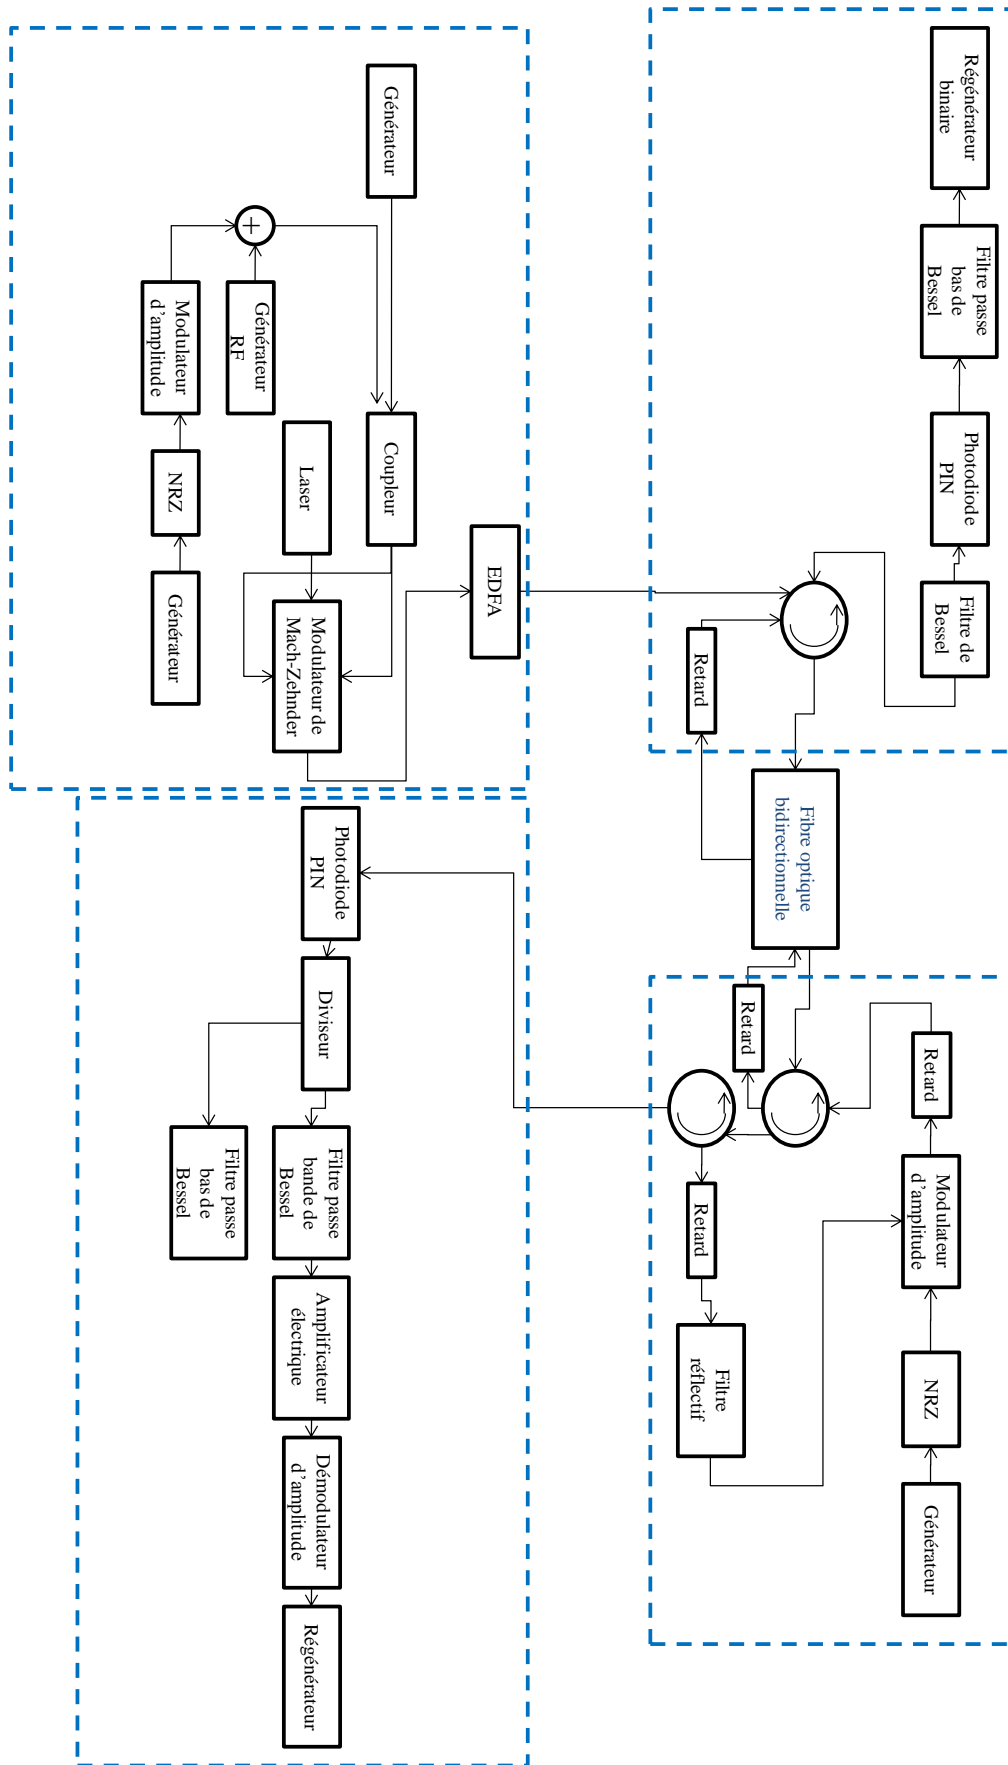 Régénérateur
binaire
Filtre passe
bas de
Bessel
Photodiode
PIN
Filtre de
Bessel
Retard
Fibre optique
bidirectionnelle
Retard
Modulateur
d'amplitude
NRZ
Générateur
Retard
Retard
Filtre
réflectif
Générateur
+
Générateur
RF
Modulateur
d'amplitude
NRZ
Générateur
Coupleur
Laser
Modulateur de
Mach-Zehnder
EDFA
Photodiode
PIN
Diviseur
Filtre passe
bande de
Bessel
Filtre passe
bas de
Bessel
Amplificateur
électrique
Démodulateur
d'amplitude
Régénérateur